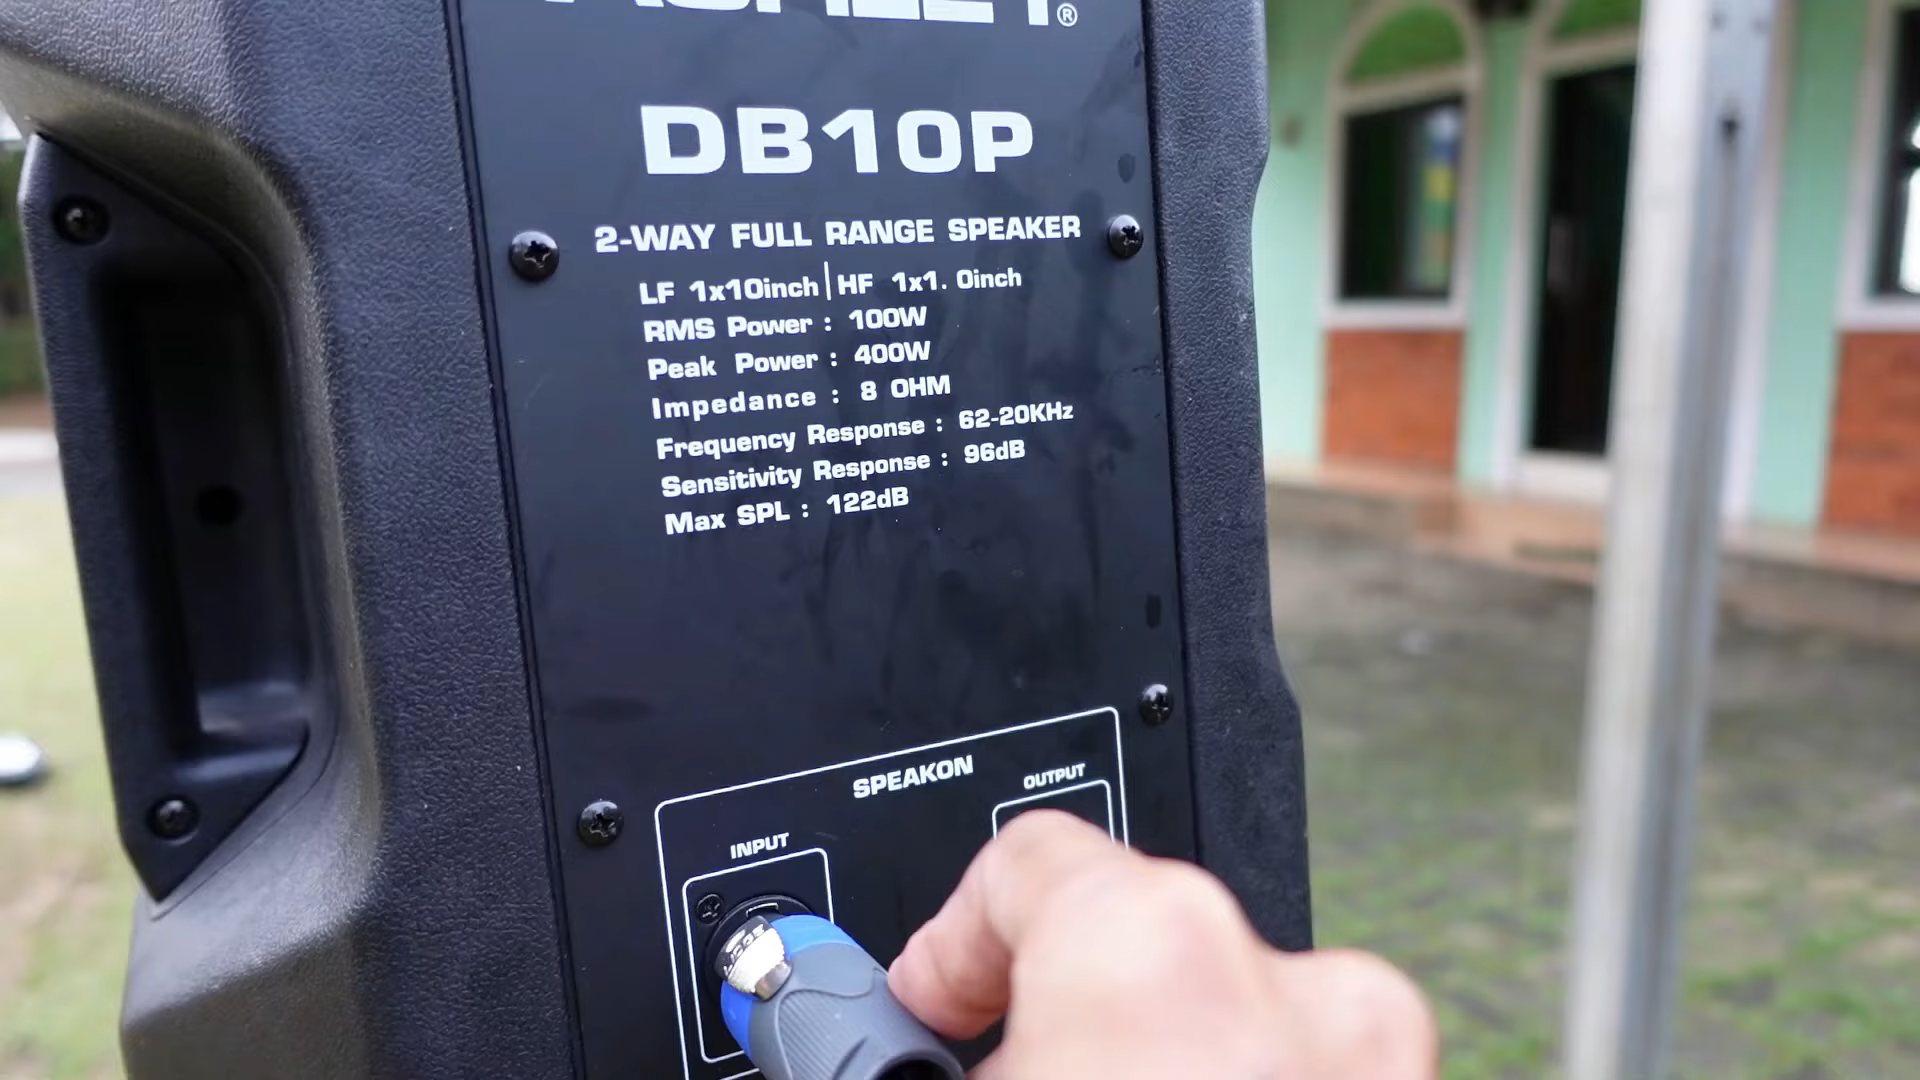 ASHLEY®
DB10P
2-WAY FULL RANGE SPEAKER
LF 1x10inch|HF 1x1. 0inch
RMS Power : 100W
Peak Power : 400W
Impedance : 8 OHM
Frequency Response : 62-20KHz
Sensitivity Response : 96dB
Max SPL : 122dB
SPEAKON
OUTPUT
INPUT